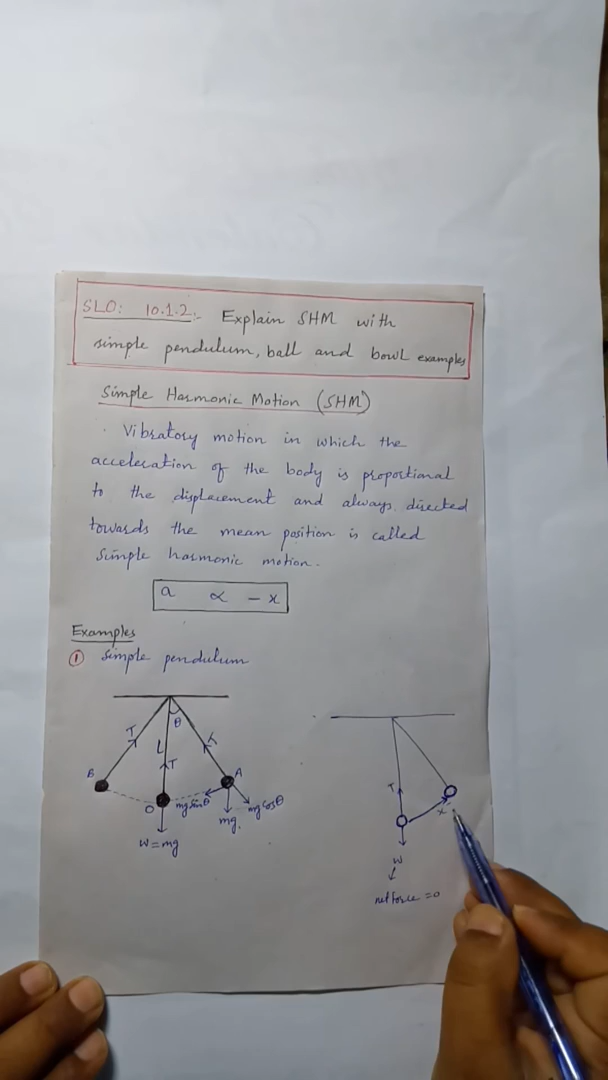 SLO: 10.1.2:- Explain SHM with
simple pendulum, ball and bowl examples
Simple Harmonic Motion (SHM)
Vibratory motion in which the
acceleration of the body is proportional
to the displacement and always directed
towards the mean position is called
simple harmonic motion.
a ∝ - x
Examples
① Simple pendulum
θ
T
L
T
T
B
A
O
mg sinθ
mg cosθ
mg
W = mg
T
x
W
net force = 0